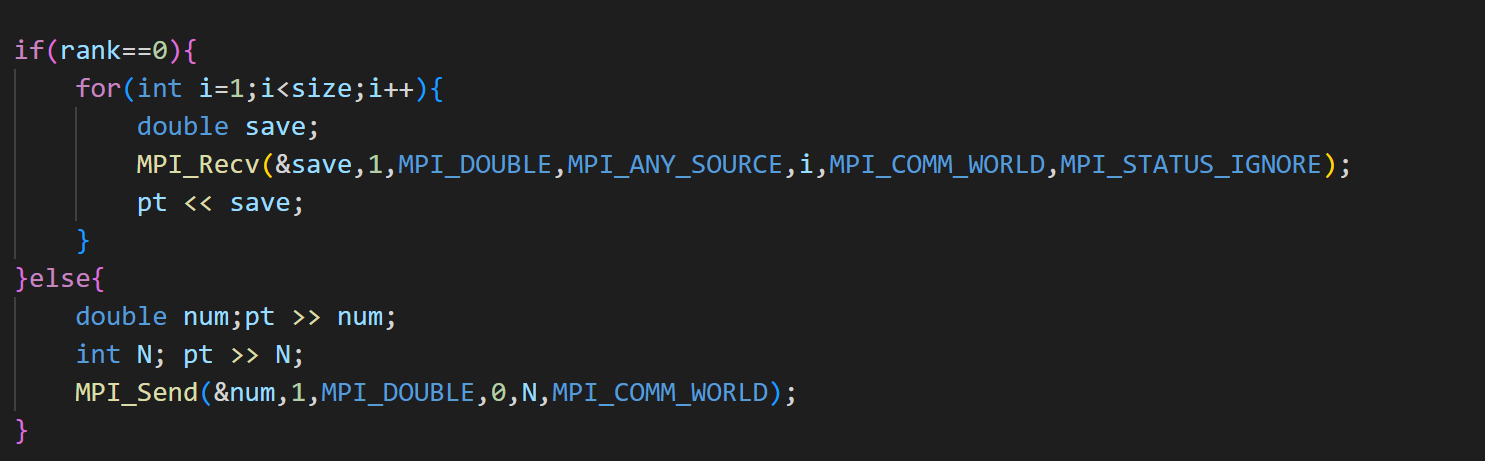 if(rank==0){
    for(int i=1;i<size;i++){
        double save;
        MPI_Recv(&save,1,MPI_DOUBLE,MPI_ANY_SOURCE,i,MPI_COMM_WORLD,MPI_STATUS_IGNORE);
        pt << save;
    }
}else{
    double num;pt >> num;
    int N; pt >> N;
    MPI_Send(&num,1,MPI_DOUBLE,0,N,MPI_COMM_WORLD);
}